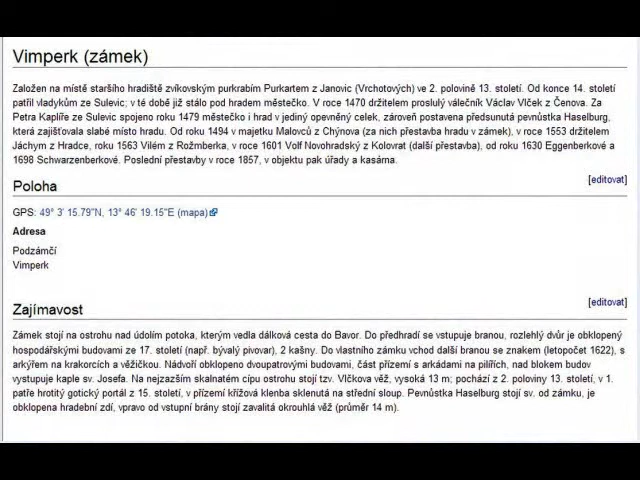 Vimperk (zámek)
Založen na místě staršího hradiště zvíkovským purkrabím Purkartem z Janovic (Vrchotových) ve 2. polovině 13. století. Od konce 14. století
patřil vladykům ze Sulevic; v té době již stálo pod hradem městečko. V roce 1470 držitelem proslulý válečník Václav Vlček z Čenova. Za
Petra Kaplíře ze Sulevic spojeno roku 1479 městečko i hrad v jediný opevněný celek, zároveň postavena předsunutá pevnůstka Haselburg,
která zajišťovala slabé místo hradu. Od roku 1494 v majetku Malovců z Chýnova (za nich přestavba hradu v zámek), v roce 1553 držitelem
Jáchym z Hradce, roku 1563 Vilém z Rožmberka, v roce 1601 Volf Novohradský z Kolovrat (další přestavba), od roku 1630 Eggenberkové a
1698 Schwarzenberkové. Poslední přestavby v roce 1857, v objektu pak úřady a kasárna.
Poloha [editovat]
GPS: 49° 3' 15.79"N, 13° 46' 19.15"E (mapa)
Adresa
Podzámčí
Vimperk
Zajímavost [editovat]
Zámek stojí na ostrohu nad údolím potoka, kterým vedla dálková cesta do Bavor. Do předhradí se vstupuje branou, rozlehlý dvůr je obklopený
hospodářskými budovami ze 17. století (např. bývalý pivovar), 2 kašny. Do vlastního zámku vchod další branou se znakem (letopočet 1622), s
arkýřem na krakorcích a věžičkou. Nádvoří obklopeno dvoupatrovými budovami, část přízemí s arkádami na pilířích, nad blokem budov
vystupuje kaple sv. Josefa. Na nejzazším skalnatém cípu ostrohu stojí tzv. Vlčkova věž, vysoká 13 m; pochází z 2. poloviny 13. století, v 1.
patře hrotitý gotický portál z 15. století, v přízemí křížová klenba sklenutá na střední sloup. Pevnůstka Haselburg stojí sv. od zámku, je
obklopena hradební zdí, vpravo od vstupní brány stojí zavalitá okrouhlá věž (průměr 14 m).